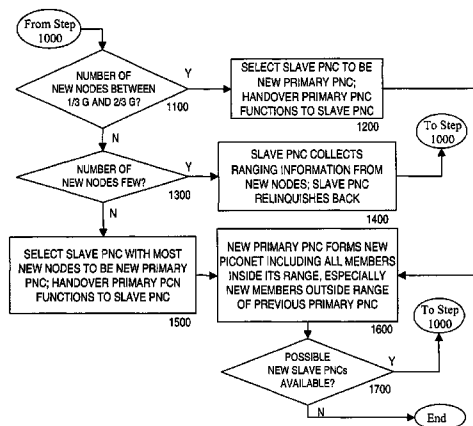 From Step
1000
NUMBER OF
NEW NODES BETWEEN
1/3 G AND 2/3 G?
1100
Y
SELECT SLAVE PNC TO BE
NEW PRIMARY PNC;
HANDOVER PRIMARY PNC
FUNCTIONS TO SLAVE PNC
1200
N
NUMBER OF
NEW NODES FEW?
1300
Y
SLAVE PNC COLLECTS
RANGING INFORMATION FROM
NEW NODES; SLAVE PNC
RELINQUISHES BACK
1400
To Step
1000
N
SELECT SLAVE PNC WITH MOST
NEW NODES TO BE NEW PRIMARY
PNC; HANDOVER PRIMARY PCN
FUNCTIONS TO SLAVE PNC
1500
NEW PRIMARY PNC FORMS NEW
PICONET INCLUDING ALL MEMBERS
INSIDE ITS RANGE, ESPECIALLY
NEW MEMBERS OUTSIDE RANGE
OF PREVIOUS PRIMARY PNC
1600
To Step
1000
POSSIBLE
NEW SLAVE PNCs
AVAILABLE?
1700
Y
N
End